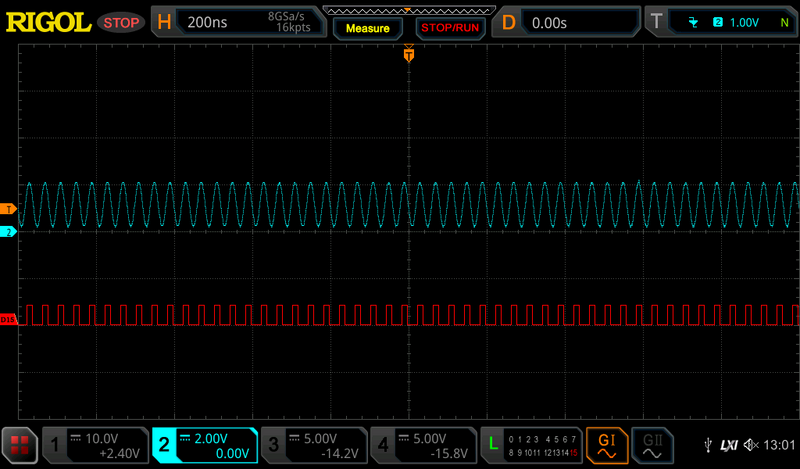 RIGOL STOP H 200ns 8GSa/s 16kpts Measure STOP/RUN D 0.00s T 2 1.00V N
T
T
2
D15
1 10.0V +2.40V 2 2.00V 0.00V 3 5.00V -14.2V 4 5.00V -15.8V L 0 1 2 3 4 5 6 7 8 9 10 11 12 13 14 15 GI GII LXI 13:01